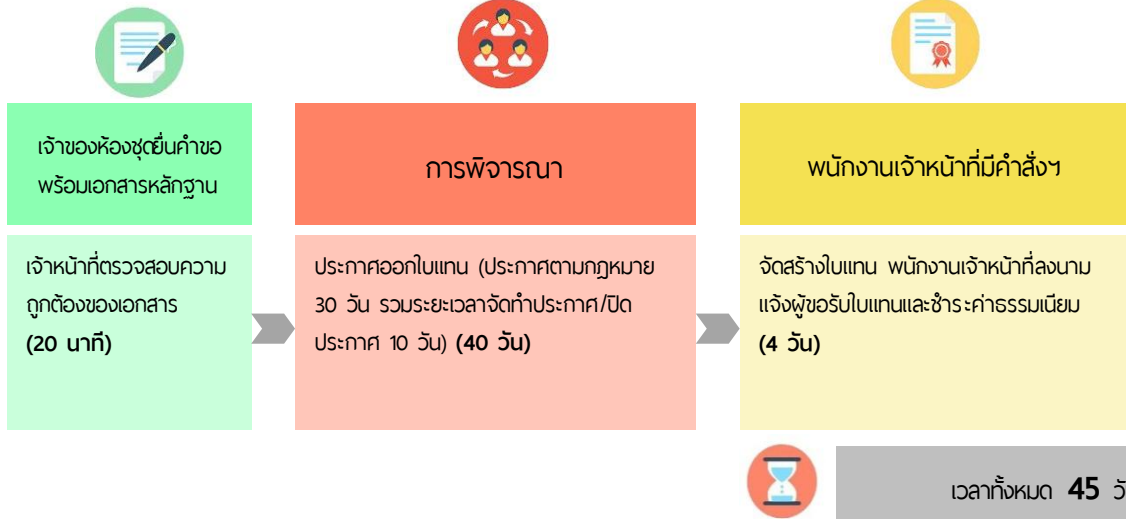 เจ้าของห้องชุดยื่นคำขอ
พร้อมเอกสารหลักฐาน
การพิจารณา
พนักงานเจ้าหน้าที่มีคำสั่งฯ
เจ้าหน้าที่ตรวจสอบความ
ถูกต้องของเอกสาร
(20 นาที)
ประกาศออกใบแทน (ประกาศตามกฎหมาย
30 วัน รวมระยะเวลาจัดทำประกาศ/ปิด
ประกาศ 10 วัน) (40 วัน)
จัดสร้างใบแทน พนักงานเจ้าหน้าที่ลงนาม
แจ้งผู้ขอรับใบแทนและชำระค่าธรรมเนียม
(4 วัน)
เวลาทั้งหมด 45 วั